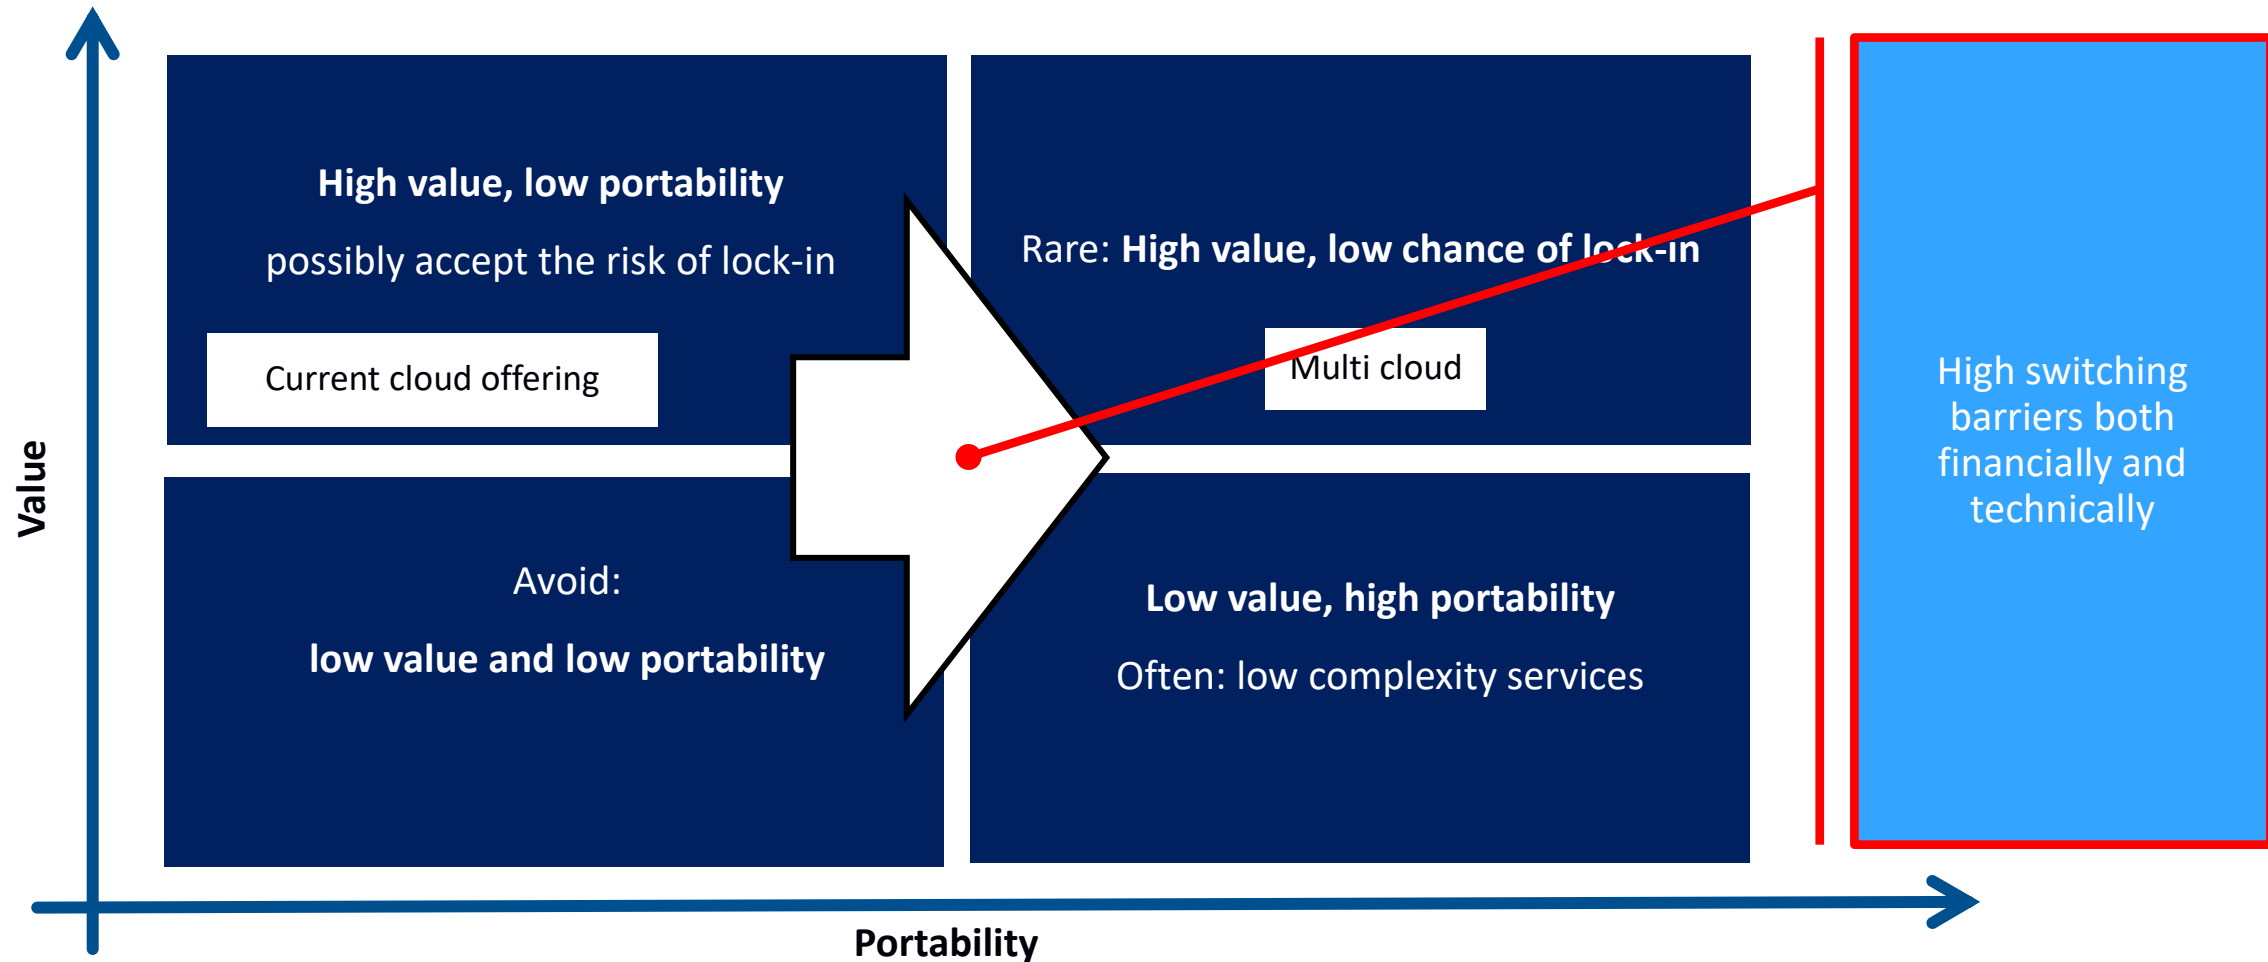 High value, low portability
possibly accept the risk of lock-in
Current cloud offering
Rare: High value, low chance of lock-in
Multi cloud
Avoid:
low value and low portability
Low value, high portability
Often: low complexity services
High switching
barriers both
financially and
technically
Value
Portability